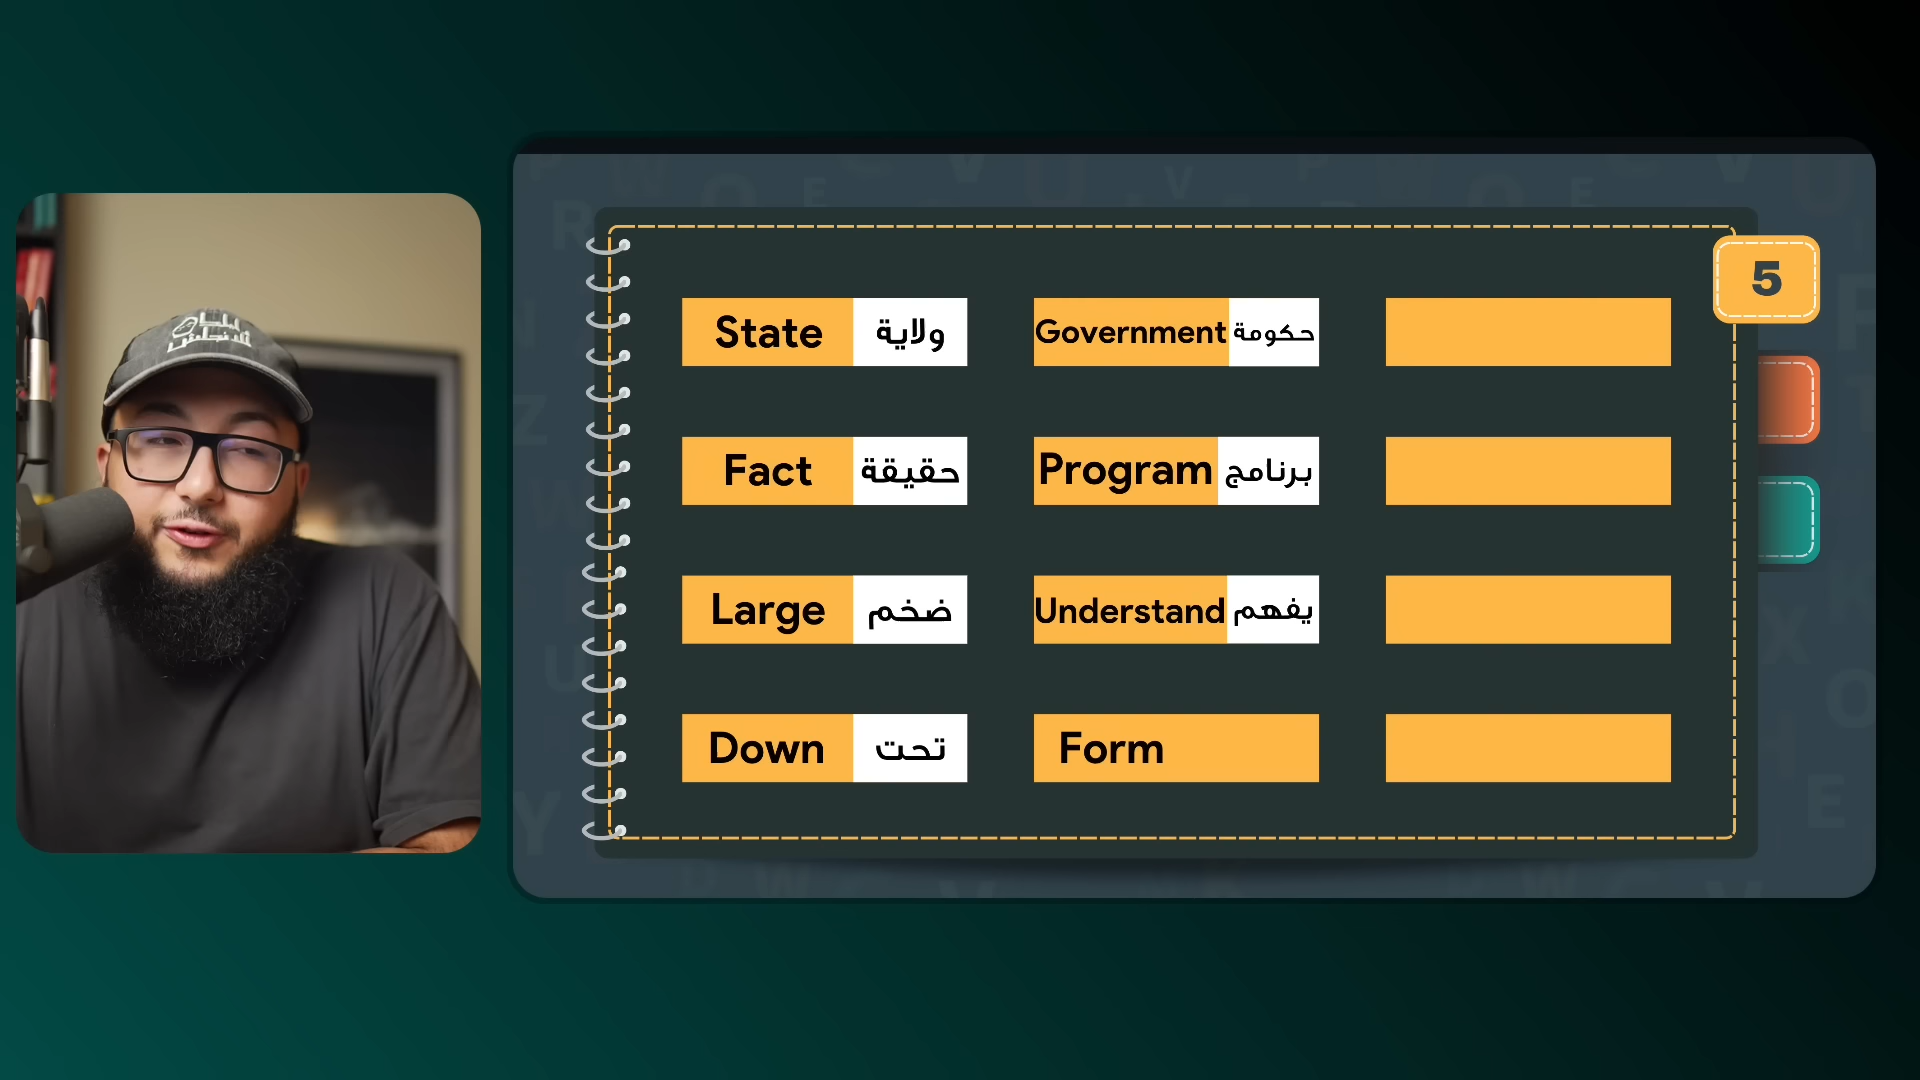 5
State ولاية
Government حكومة
Fact حقيقة
Program برنامج
Large ضخم
Understand يفهم
Down تحت
Form